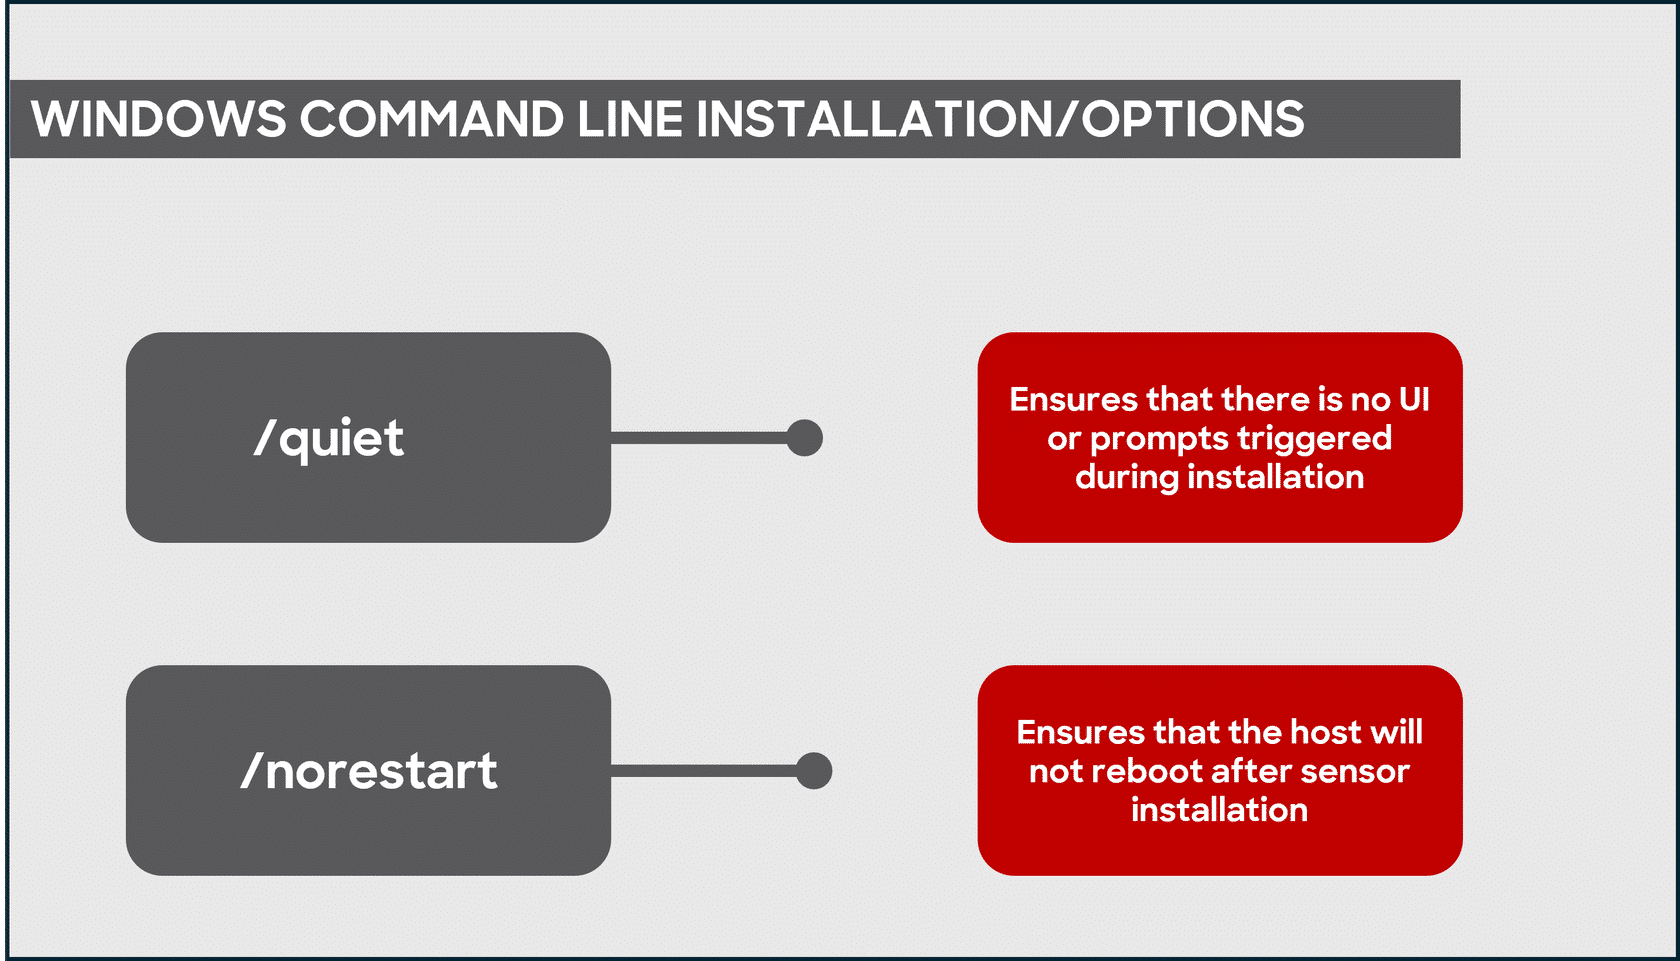 WINDOWS COMMAND LINE INSTALLATION/OPTIONS
/quiet
Ensures that there is no UI
or prompts triggered
during installation
/norestart
Ensures that the host will
not reboot after sensor
installation